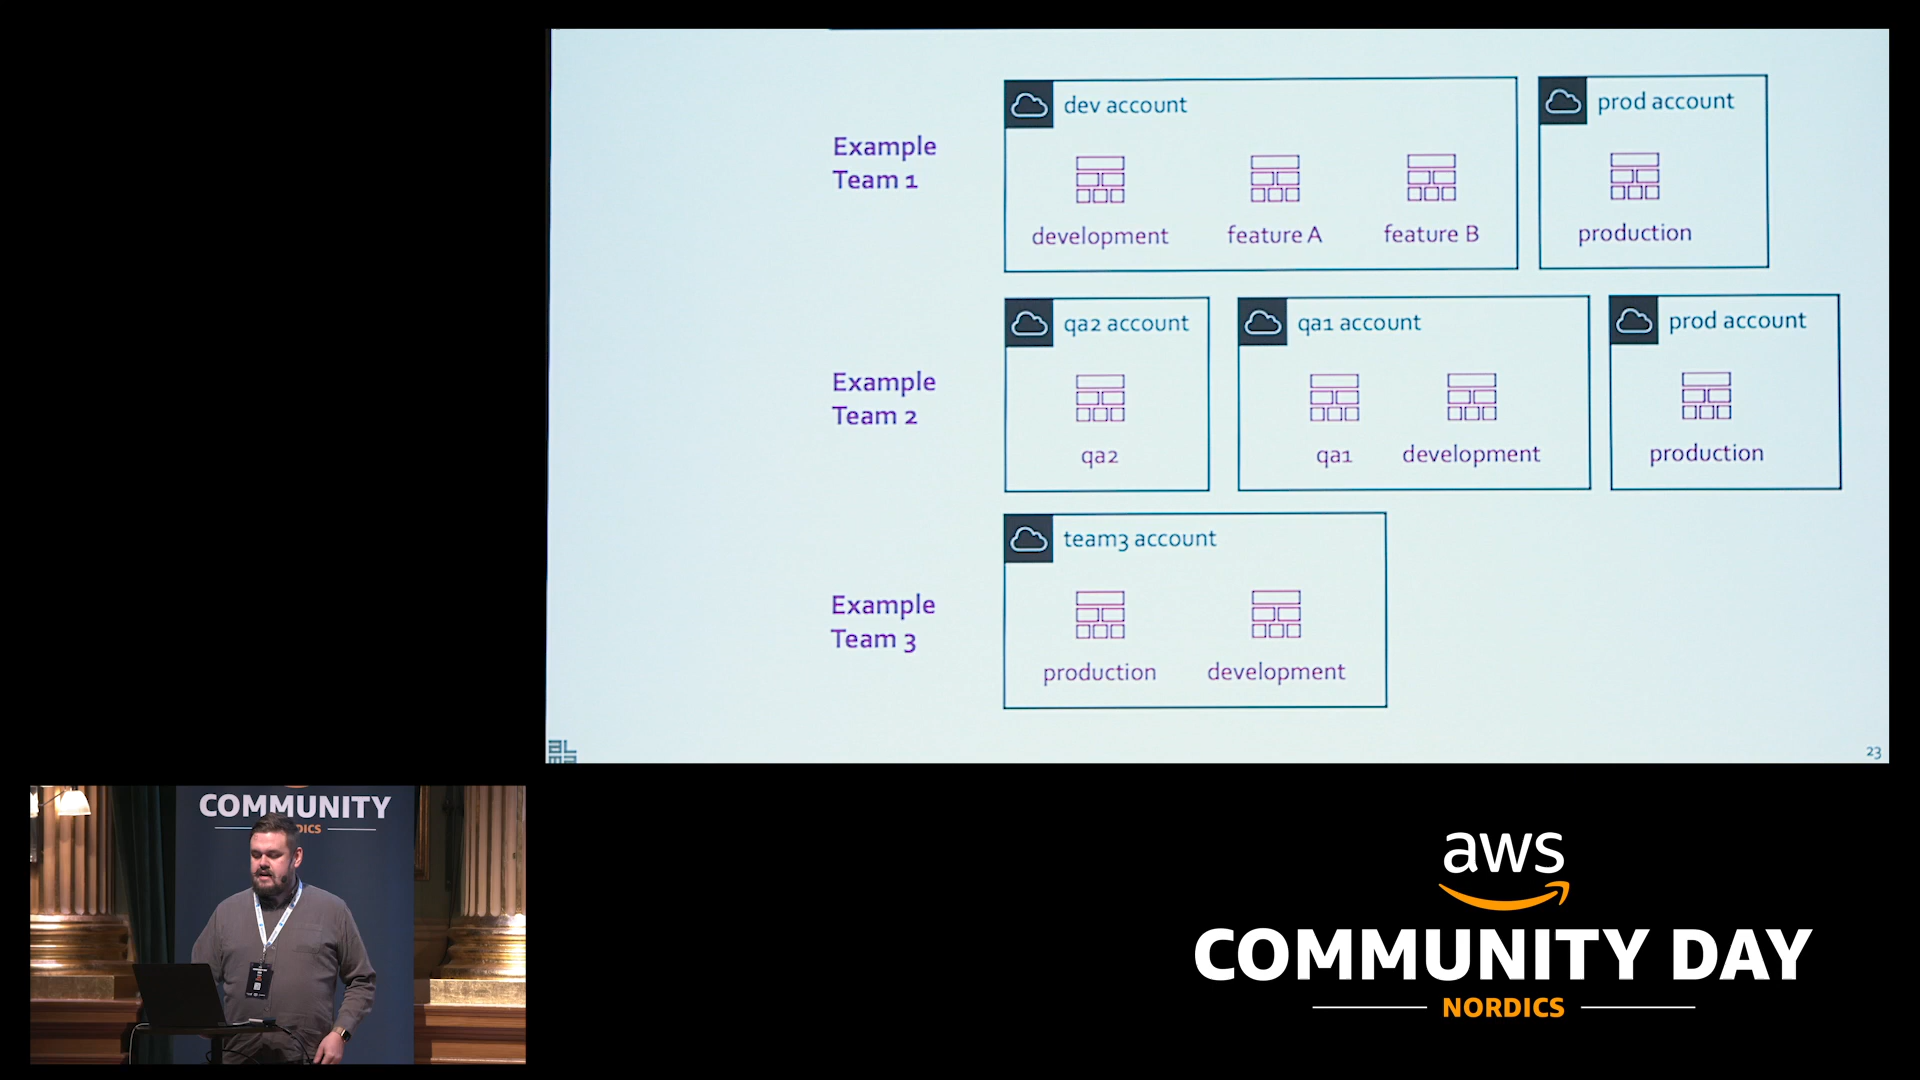 Example
Team 1
dev account
development
feature A
feature B
prod account
production
Example
Team 2
qa2 account
qa2
qa1 account
qa1
development
prod account
production
Example
Team 3
team3 account
production
development
23
COMMUNITY
aws
COMMUNITY DAY
NORDICS